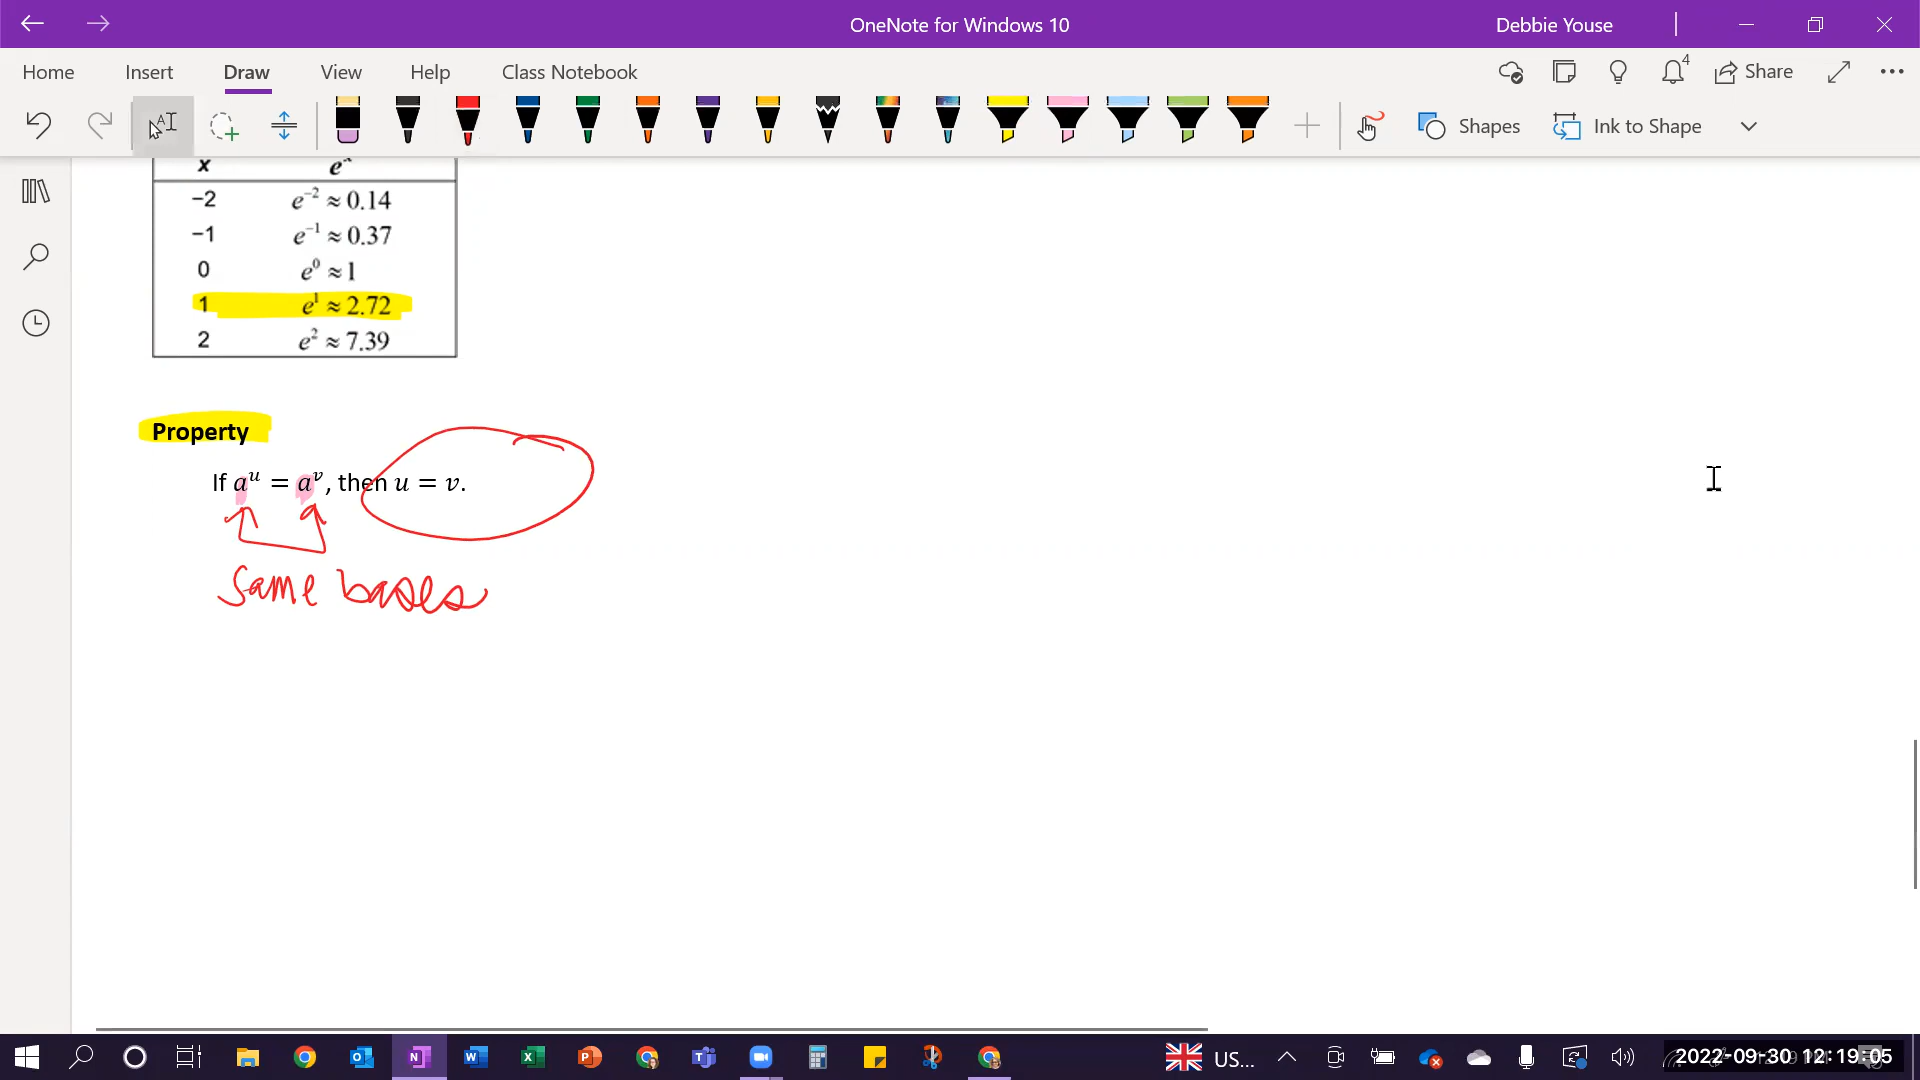 OneNote for Windows 10
Debbie Youse
Home Insert Draw View Help Class Notebook
4
Share
Shapes
Ink to Shape
x eˣ
−2 e⁻² ≈ 0.14
−1 e⁻¹ ≈ 0.37
0 e⁰ ≈ 1
1 e¹ ≈ 2.72
2 e² ≈ 7.39
Property
If aᵘ = aᵛ, then u = v.
Same bases
US...
2022-09-30 12:19:05